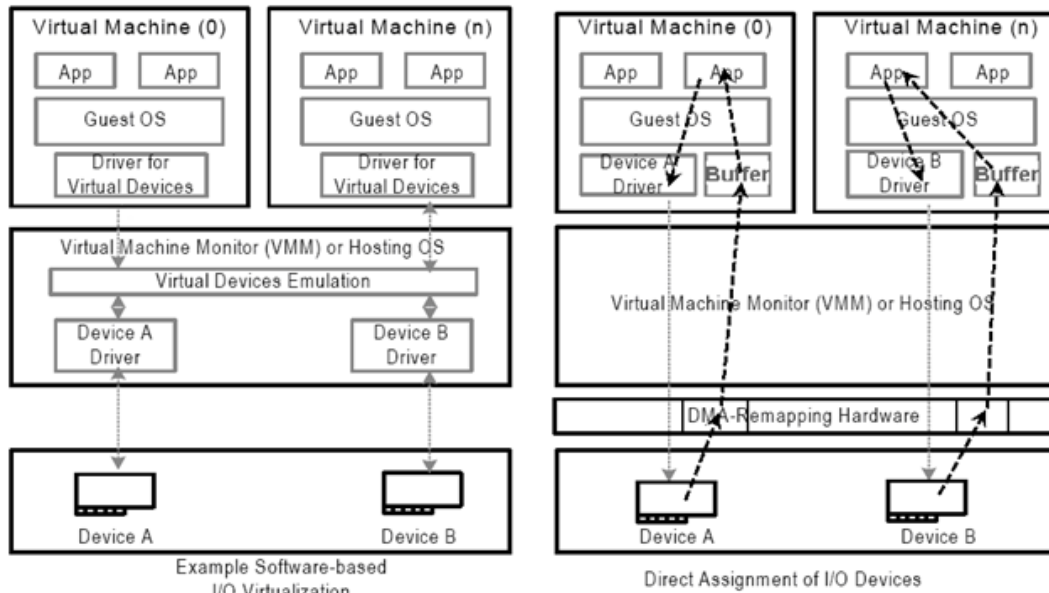 Virtual Machine (0)
App
App
Guest OS
Driver for
Virtual Devices
Virtual Machine (n)
App
App
Guest OS
Driver for
Virtual Devices
Virtual Machine Monitor (VMM) or Hosting OS
Virtual Devices Emulation
Device A
Driver
Device B
Driver
Device A
Device B
Example Software-based
I/O Virtualization
Virtual Machine (0)
App
App
Guest OS
Device A
Driver
Buffer
Virtual Machine (n)
App
App
Guest OS
Device B
Driver
Buffer
Virtual Machine Monitor (VMM) or Hosting OS
DMA-Remapping Hardware
Device A
Device B
Direct Assignment of I/O Devices